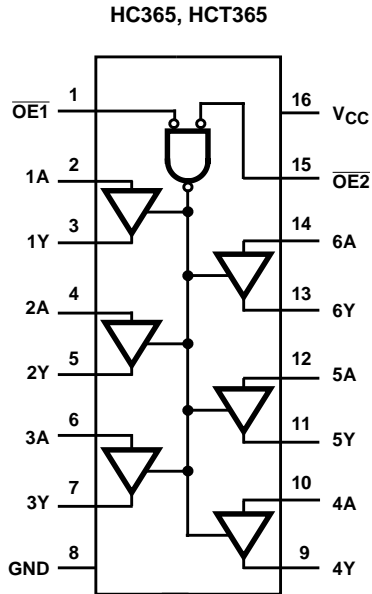 HC365, HCT365
OE1 1
16 VCC
1A 2
15 OE2
1Y 3
14 6A
2A 4
13 6Y
2Y 5
12 5A
3A 6
11 5Y
3Y 7
10 4A
GND 8
9 4Y